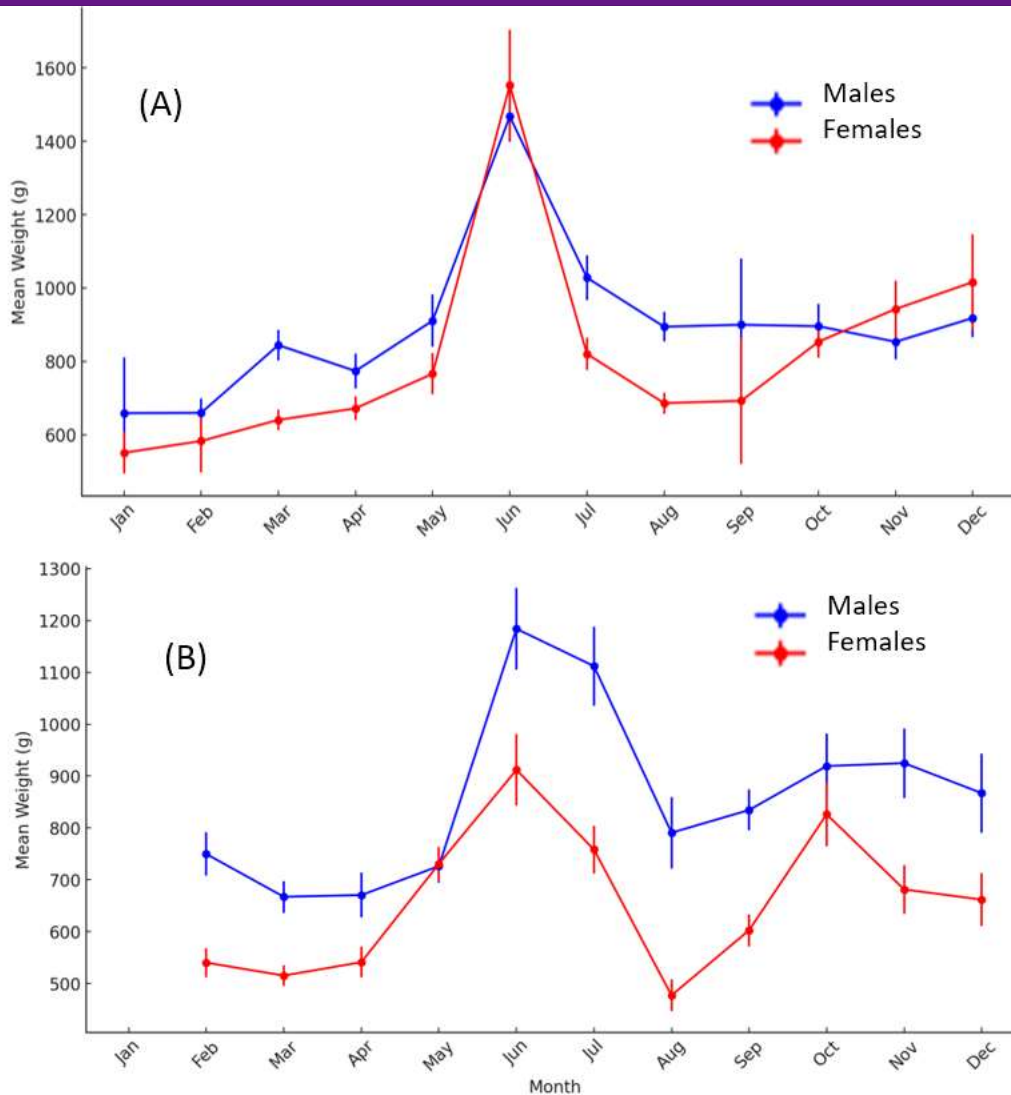 1600
(A)
Males
Females
1400
1200
1000
800
600
Mean Weight (g)
Jan Feb Mar Apr May Jun Jul Aug Sep Oct Nov Dec
1300
Males
1200
Females
(B)
1100
1000
900
800
700
600
500
Mean Weight (g)
Jan Feb Mar Apr May Jun Jul Aug Sep Oct Nov Dec
Month